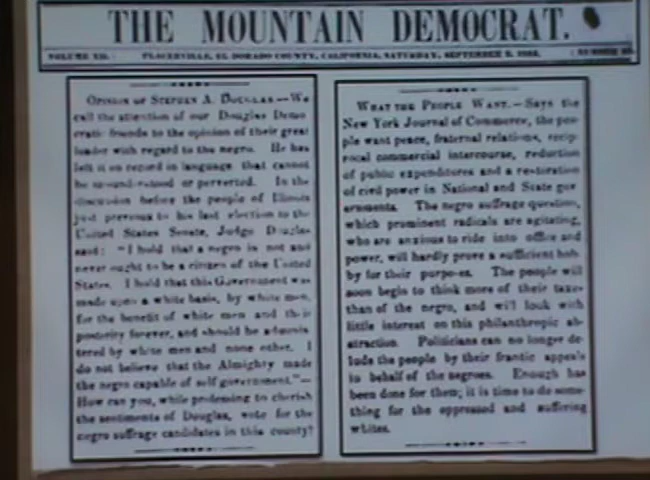 THE MOUNTAIN DEMOCRAT.
VOLUME XII. PLACERVILLE, EL DORADO COUNTY, CALIFORNIA, SATURDAY, SEPTEMBER
OPINION OF STEPHEN A. DOUGLAS.—We
call the attention of our Douglas Demo-
cratic friends to the opinion of their great
leader with regard to the negro. He has
left it on record in language that cannot
be or perverted. In the
discussion before the people of Illinois
just previous to his last election to the
United States Senate, Judge Douglas
said: "I hold that a negro is not and
never ought to be a citizen of the United
States. I hold that this Government was
made upon a white basis, by white men,
for the benefit of white men and their
posterity forever, and should be adminis-
tered by white men and none other. I
do not believe that the Almighty made
the negro capable of self government."—
How can you, while professing to cherish
the sentiments of Douglas, vote for the
negro suffrage candidates in this county?
WHAT THE PEOPLE WANT.—Says the
New York Journal of Commerce, the peo-
ple want peace, fraternal relations, recip-
rocal commercial intercourse, reduction
of public expenditures and a restoration
of civil power in National and State gov-
ernments. The negro suffrage question,
which prominent radicals are agitating,
who are anxious to ride into office and
power, will hardly prove a sufficient hob-
by for their purposes. The people will
soon begin to think more of their taxes
than of the negro, and will look with
little interest on this philanthropic ab-
straction. Politicians can no longer de-
lude the people by their frantic appeals
in behalf of the negroes. Enough has
been done for them; it is time to do some-
thing for the oppressed and suffering
whites.